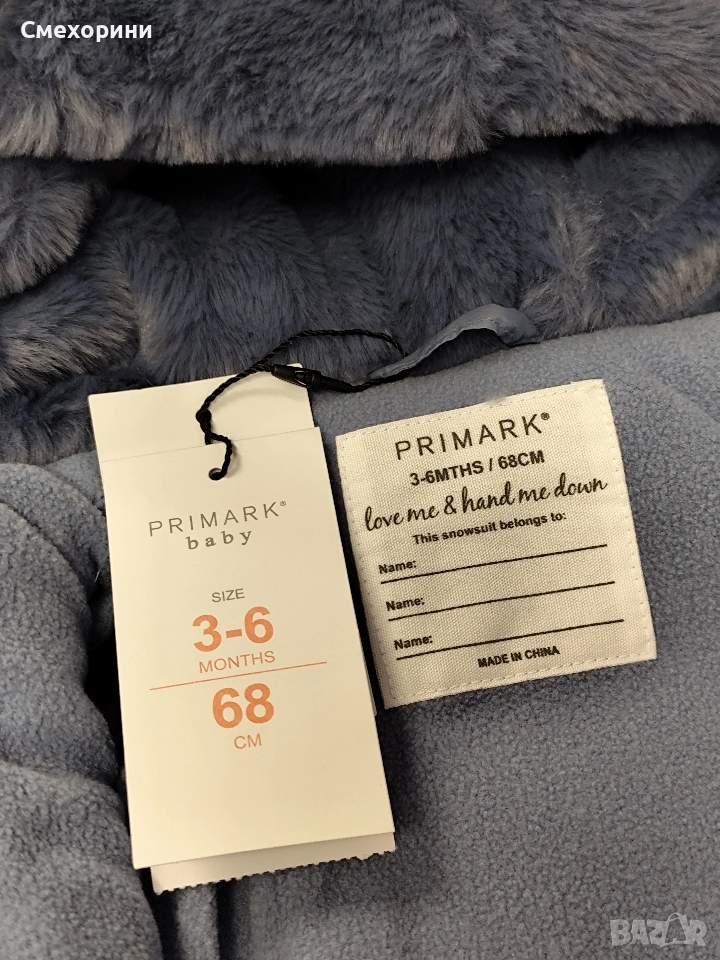 Смехорини
PRIMARK®
baby
SIZE
3-6
MONTHS
68
CM
PRIMARK®
3-6MTHS / 68CM
love me & hand me down
This snowsuit belongs to:
Name:
Name:
Name:
MADE IN CHINA
BAZAR